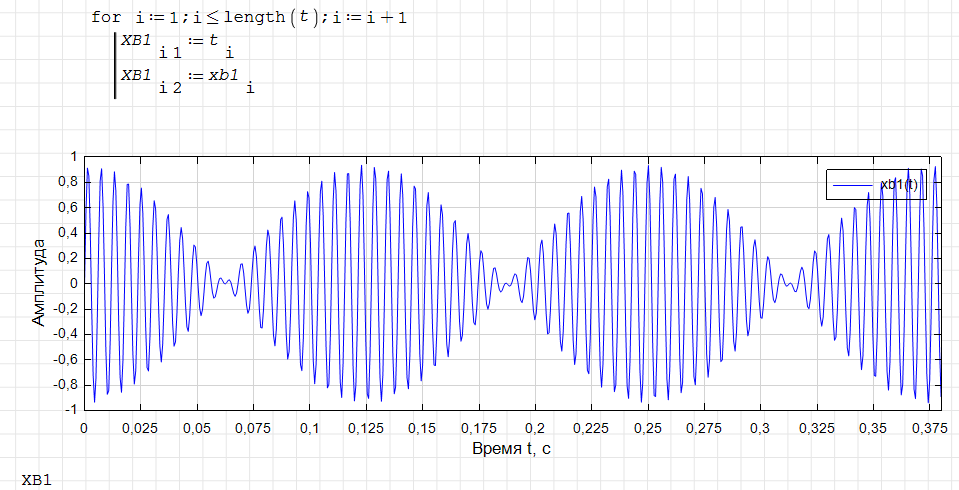 for i:=1;i≤length(t);i:=i+1
XB1 i 1 := t i
XB1 i 2 := xb1 i
1
0,8
0,6
0,4
0,2
0
-0,2
-0,4
-0,6
-0,8
-1
Амплитуда
xb1(t)
0 0,025 0,05 0,075 0,1 0,125 0,15 0,175 0,2 0,225 0,25 0,275 0,3 0,325 0,35 0,375
Время t, с
XB1